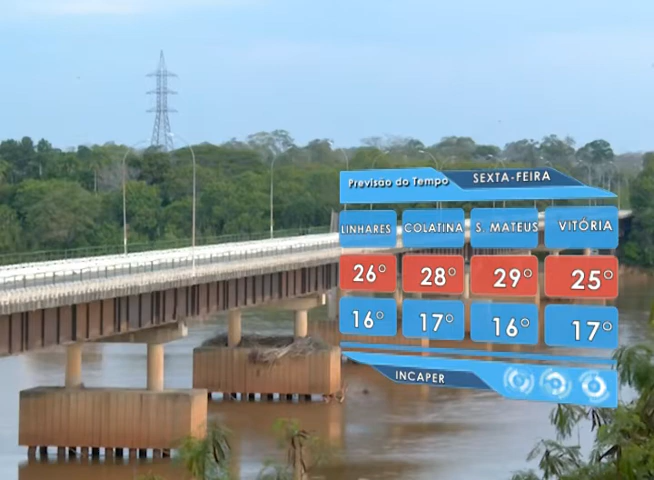 Previsão do Tempo SEXTA-FEIRA
LINHARES COLATINA S. MATEUS VITÓRIA
26° 28° 29° 25°
16° 17° 16° 17°
INCAPER